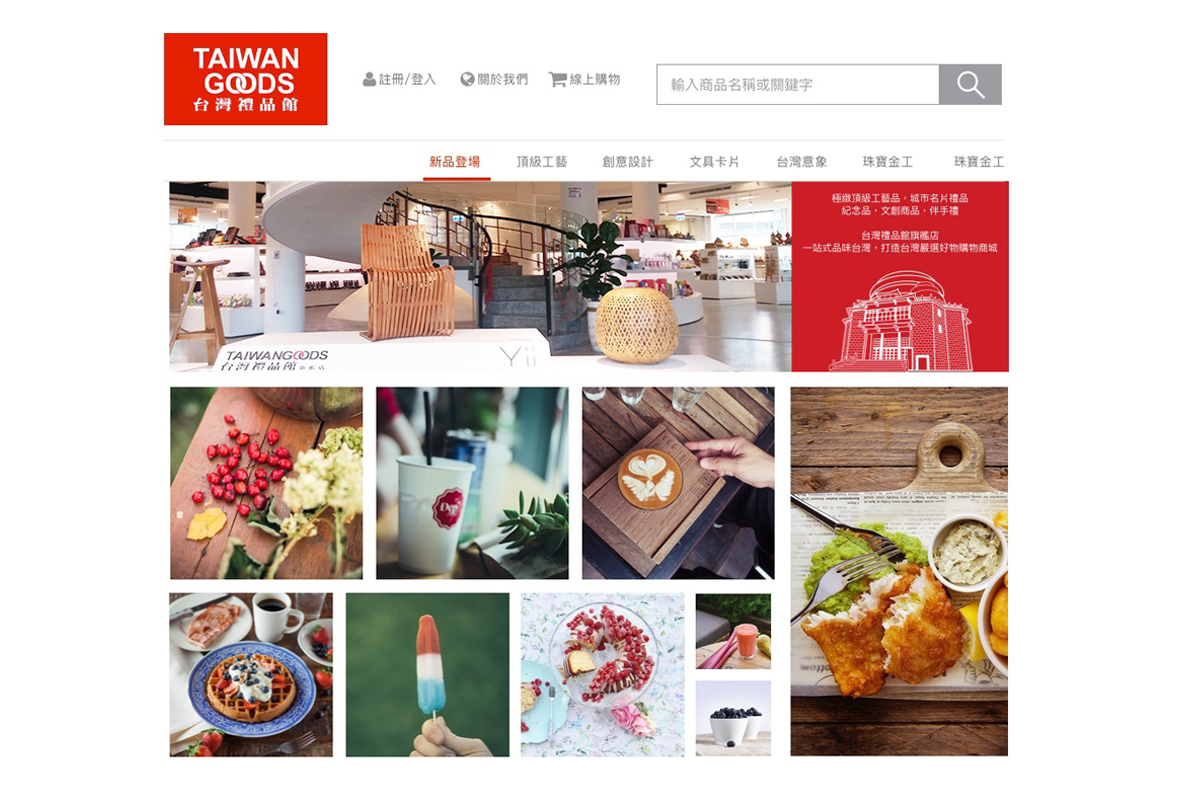 TAIWAN
GOODS
台灣禮品館
註冊/登入 關於我們 線上購物
輸入商品名稱或關鍵字
新品登場 頂級工藝 創意設計 文具卡片 台灣意象 珠寶金工 珠寶金工
極緻頂級工藝品，城市名片禮品
紀念品，文創商品，伴手禮
台灣禮品館旗艦店
一站式品味台灣，打造台灣嚴選好物購物商城
TAIWANGOODS
台灣禮品館旗艦店
Yii